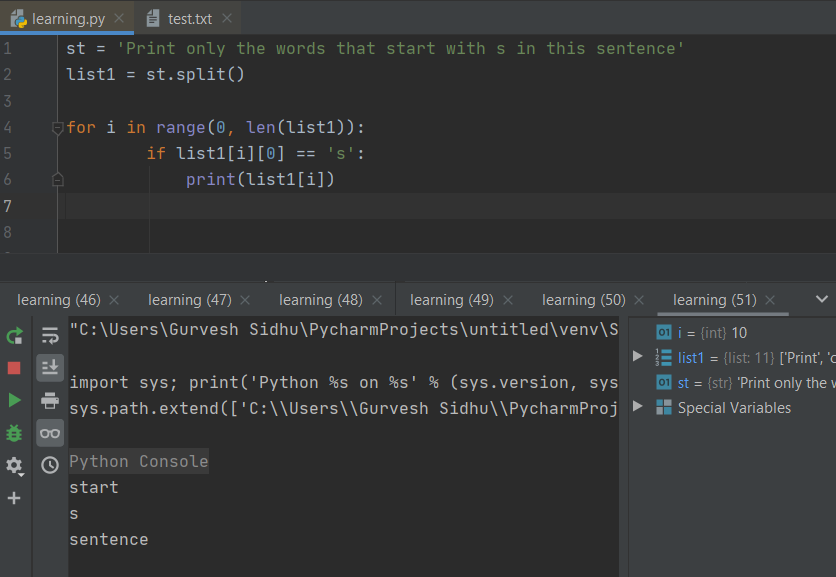 learning.py
test.txt
1 st = 'Print only the words that start with s in this sentence'
2 list1 = st.split()
3
4 for i in range(0, len(list1)):
5 if list1[i][0] == 's':
6 print(list1[i])
7
8
learning (46) learning (47) learning (48) learning (49) learning (50) learning (51)
"C:\Users\Gurvesh Sidhu\PycharmProjects\untitled\venv\S
import sys; print('Python %s on %s' % (sys.version, sys
sys.path.extend(['C:\\Users\\Gurvesh Sidhu\\PycharmProj
Python Console
start
s
sentence
01 i = {int} 10
list1 = {list: 11} ['Print', 'o
01 st = {str} 'Print only the w
Special Variables